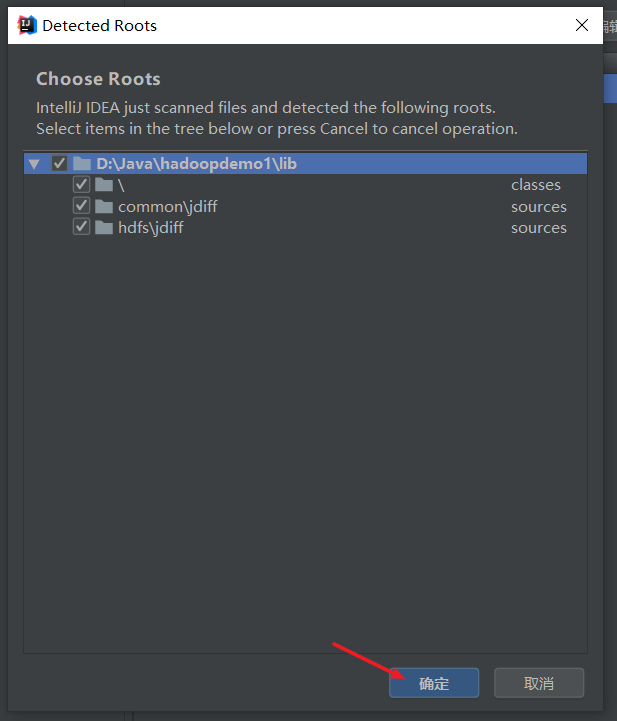 Detected Roots
Choose Roots
IntelliJ IDEA just scanned files and detected the following roots.
Select items in the tree below or press Cancel to cancel operation.
D:\Java\hadoopdemo1\lib
\ classes
common\jdiff sources
hdfs\jdiff sources
确定 取消